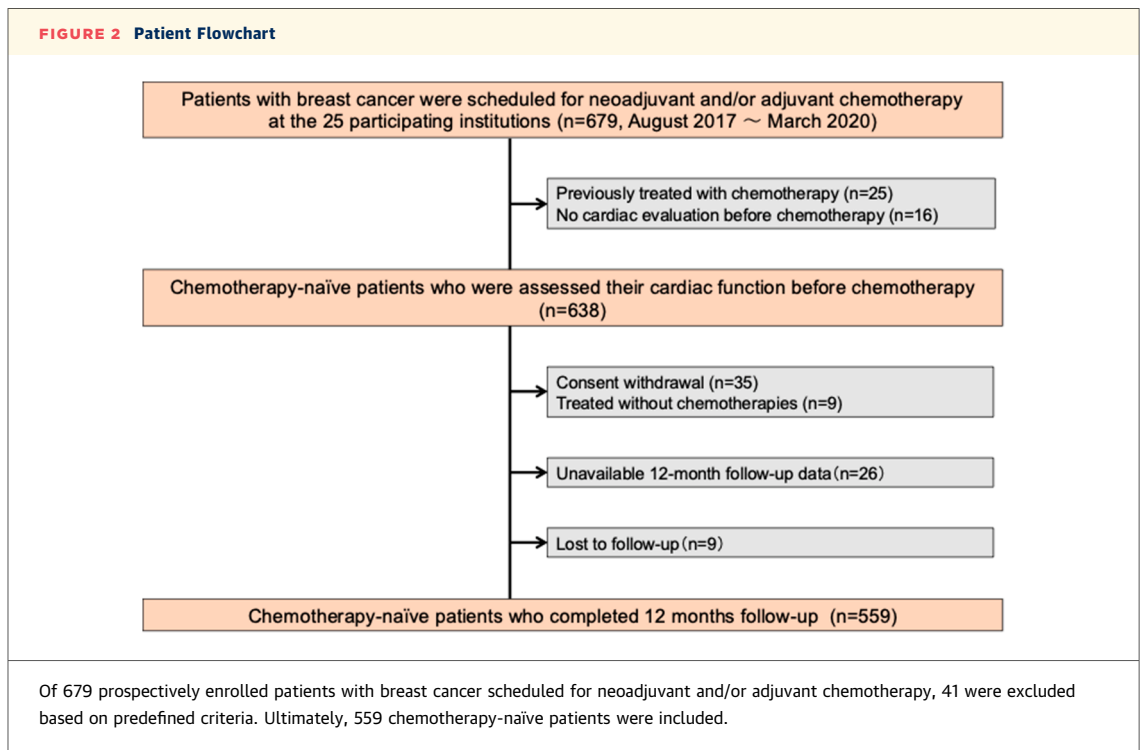 FIGURE 2 Patient Flowchart
Patients with breast cancer were scheduled for neoadjuvant and/or adjuvant chemotherapy
at the 25 participating institutions (n=679, August 2017 ～ March 2020)
Previously treated with chemotherapy (n=25)
No cardiac evaluation before chemotherapy (n=16)
Chemotherapy-naïve patients who were assessed their cardiac function before chemotherapy
(n=638)
Consent withdrawal (n=35)
Treated without chemotherapies (n=9)
Unavailable 12-month follow-up data（n=26）
Lost to follow-up（n=9）
Chemotherapy-naïve patients who completed 12 months follow-up (n=559)
Of 679 prospectively enrolled patients with breast cancer scheduled for neoadjuvant and/or adjuvant chemotherapy, 41 were excluded
based on predefined criteria. Ultimately, 559 chemotherapy-naïve patients were included.